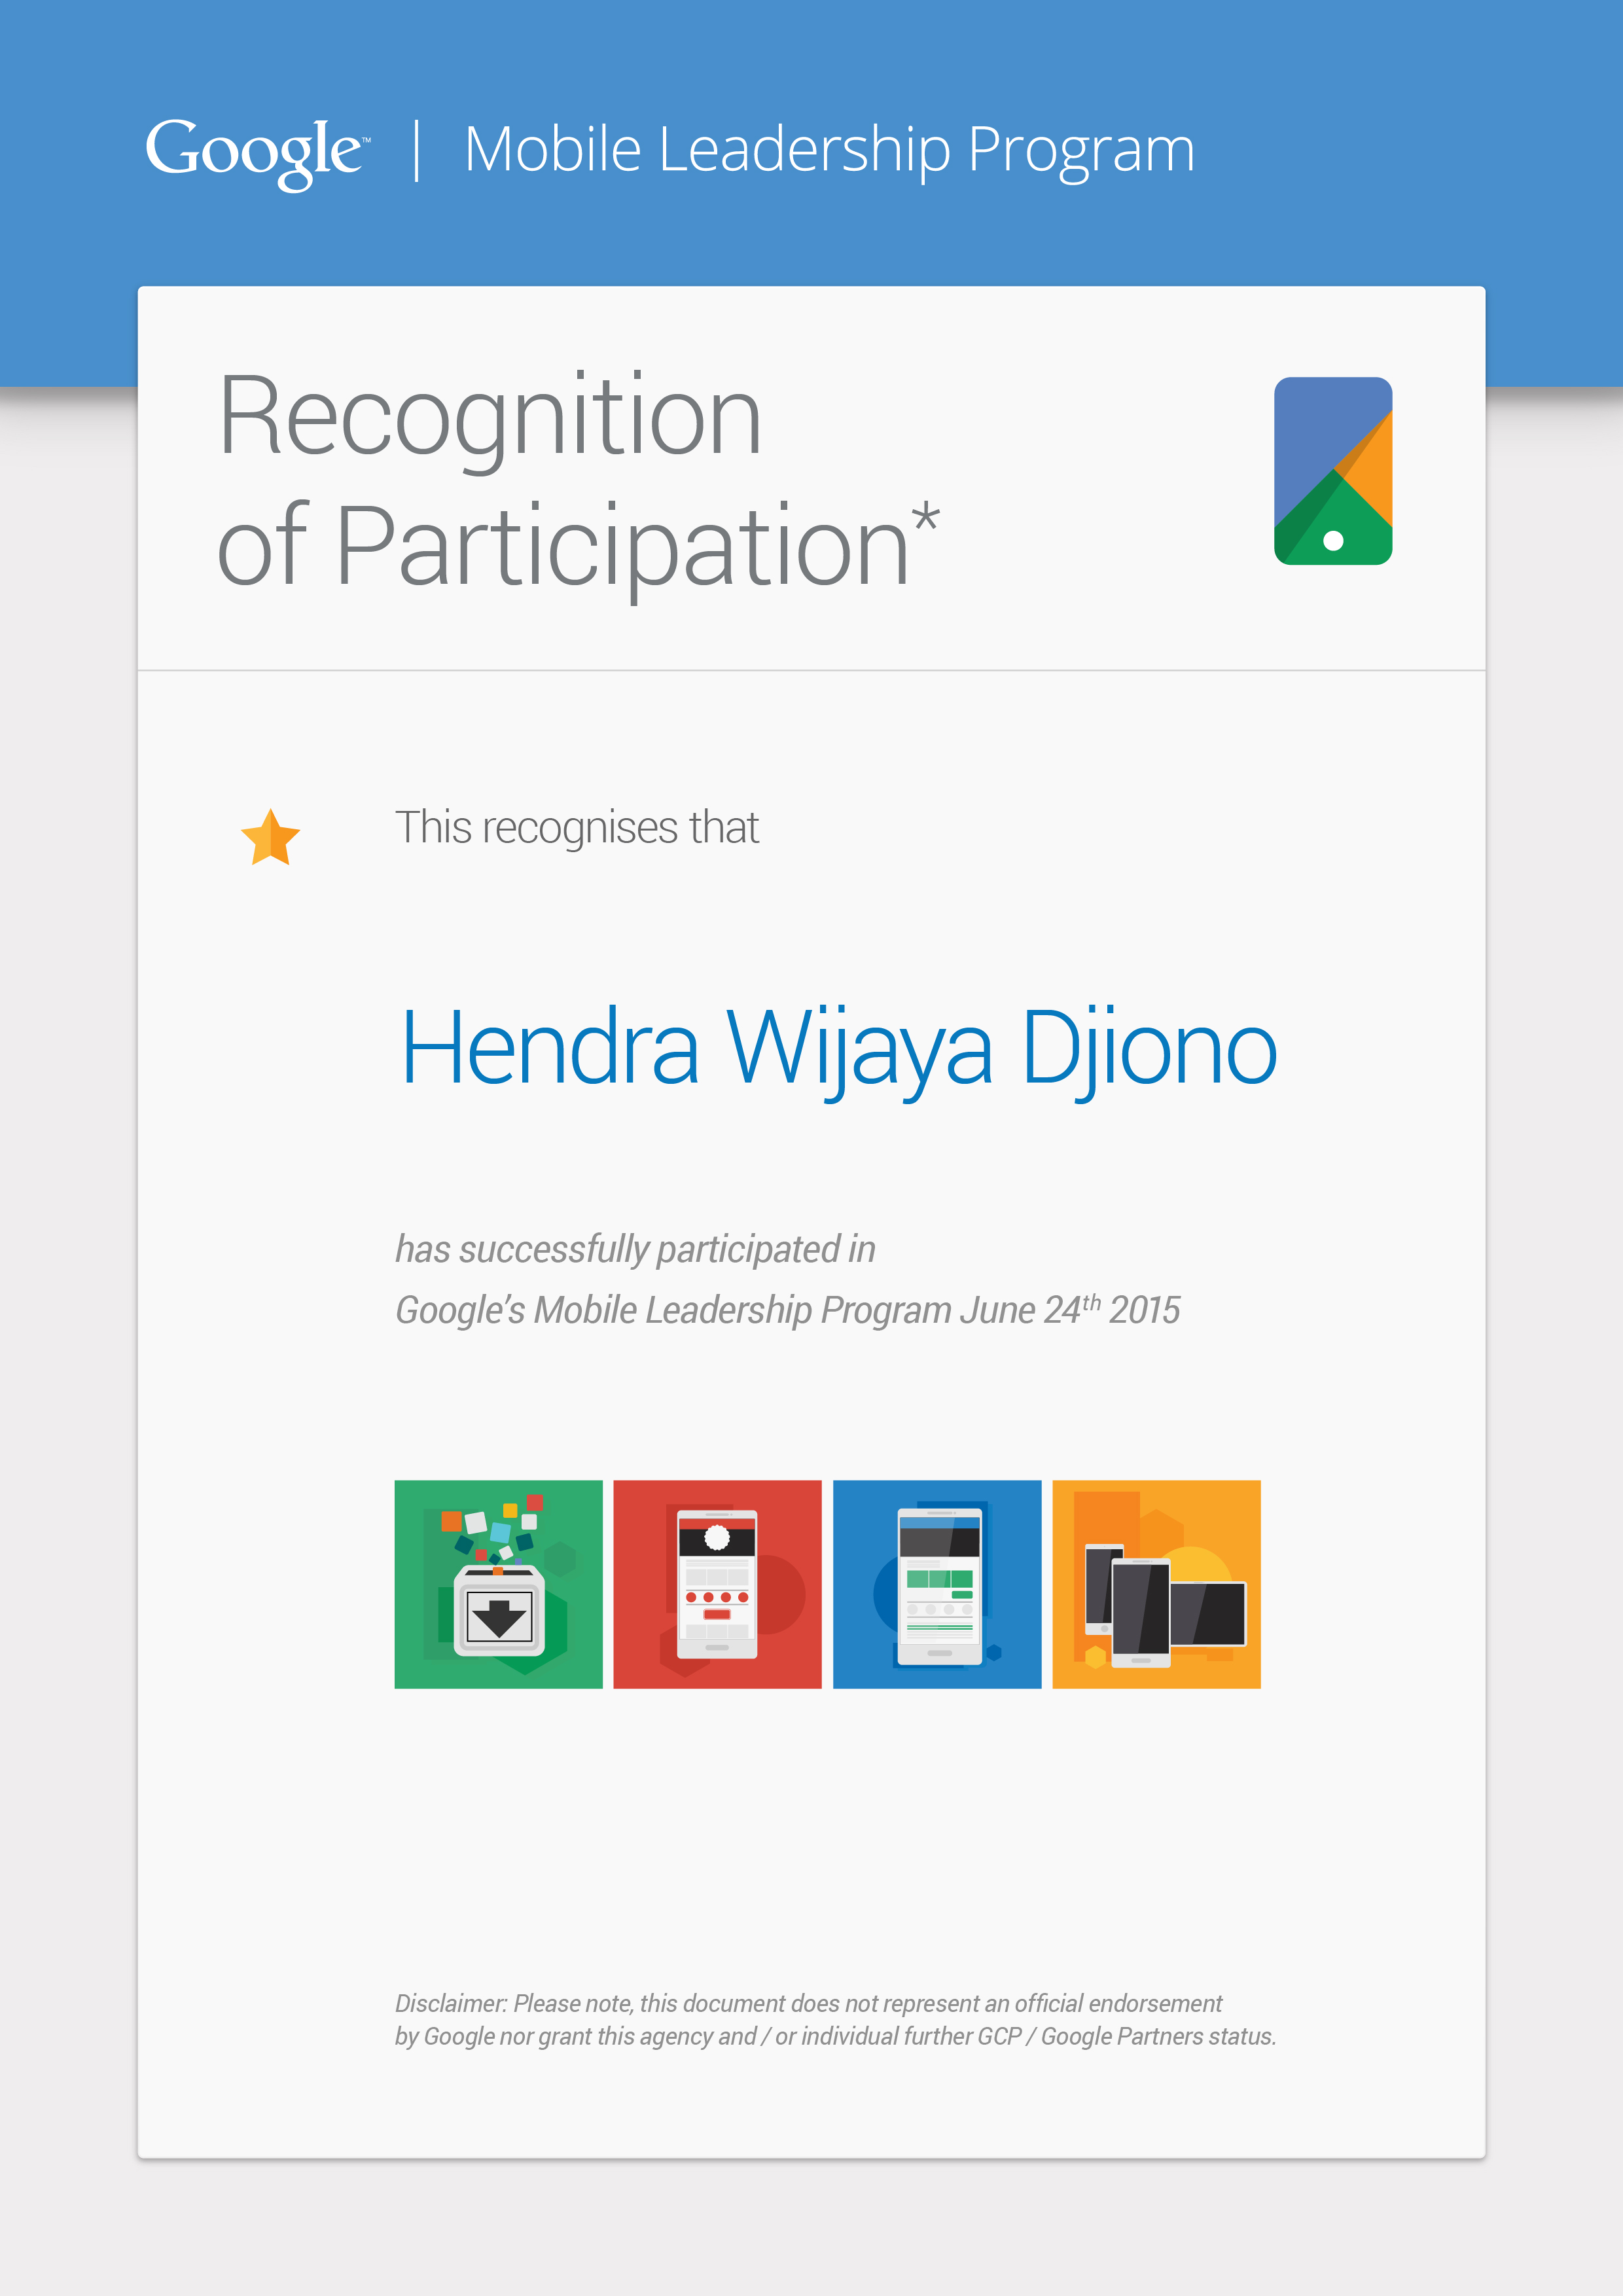 Google™ | Mobile Leadership Program
Recognition
of Participation*
This recognises that
Hendra Wijaya Djiono
has successfully participated in
Google’s Mobile Leadership Program June 24th 2015
Disclaimer: Please note, this document does not represent an official endorsement
by Google nor grant this agency and / or individual further GCP / Google Partners status.